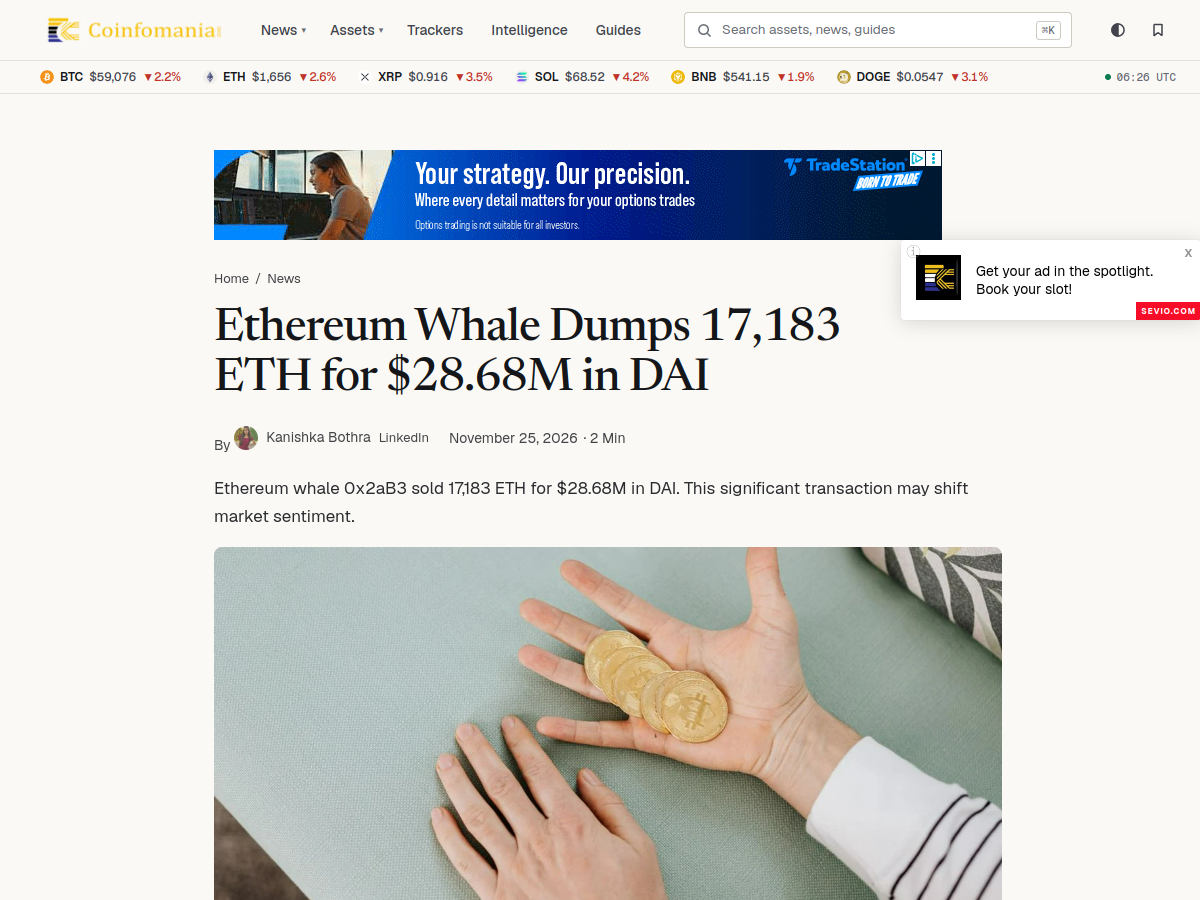 Coinfomania
News
Assets
Trackers
Intelligence
Guides
Search assets, news, guides
⌘K
BTC $59,076 ▼2.2%
ETH $1,656 ▼2.6%
XRP $0.916 ▼3.5%
SOL $68.52 ▼4.2%
BNB $541.15 ▼1.9%
DOGE $0.0547 ▼3.1%
06:26 UTC
Your strategy. Our precision.
Where every detail matters for your options trades
Options trading is not suitable for all investors.
TradeStation
BORN TO TRADE
Get your ad in the spotlight.
Book your slot!
X
SEVIO.COM
Home / News
Ethereum Whale Dumps 17,183
ETH for $28.68M in DAI
By Kanishka Bothra LinkedIn November 25, 2026 · 2 Min
Ethereum whale 0x2aB3 sold 17,183 ETH for $28.68M in DAI. This significant transaction may shift
market sentiment.